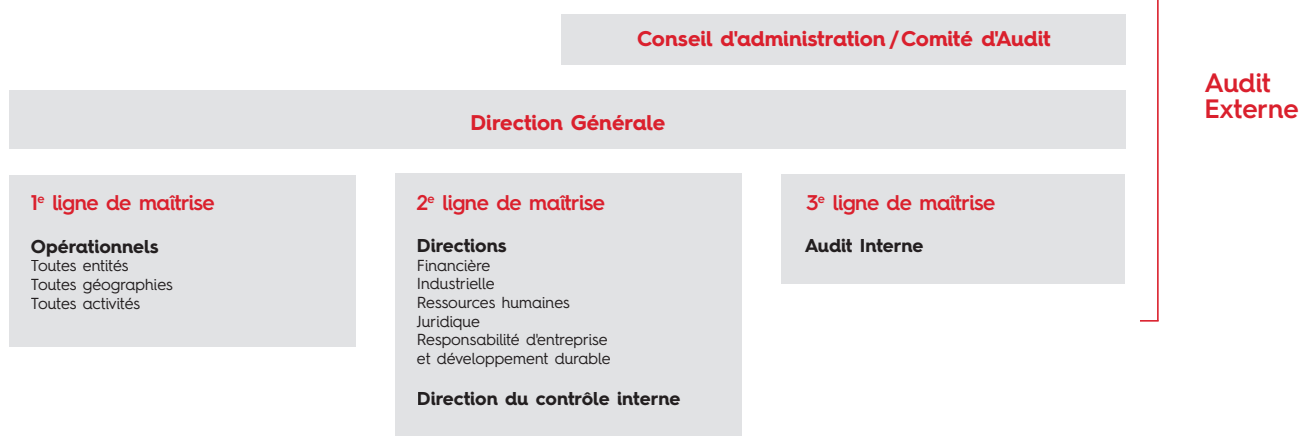 Conseil d'administration / Comité d'Audit
Audit
Externe
Direction Générale
1e ligne de maîtrise
Opérationnels
Toutes entités
Toutes géographies
Toutes activités
2e ligne de maîtrise
Directions
Financière
Industrielle
Ressources humaines
Juridique
Responsabilité d'entreprise
et développement durable
Direction du contrôle interne
3e ligne de maîtrise
Audit Interne